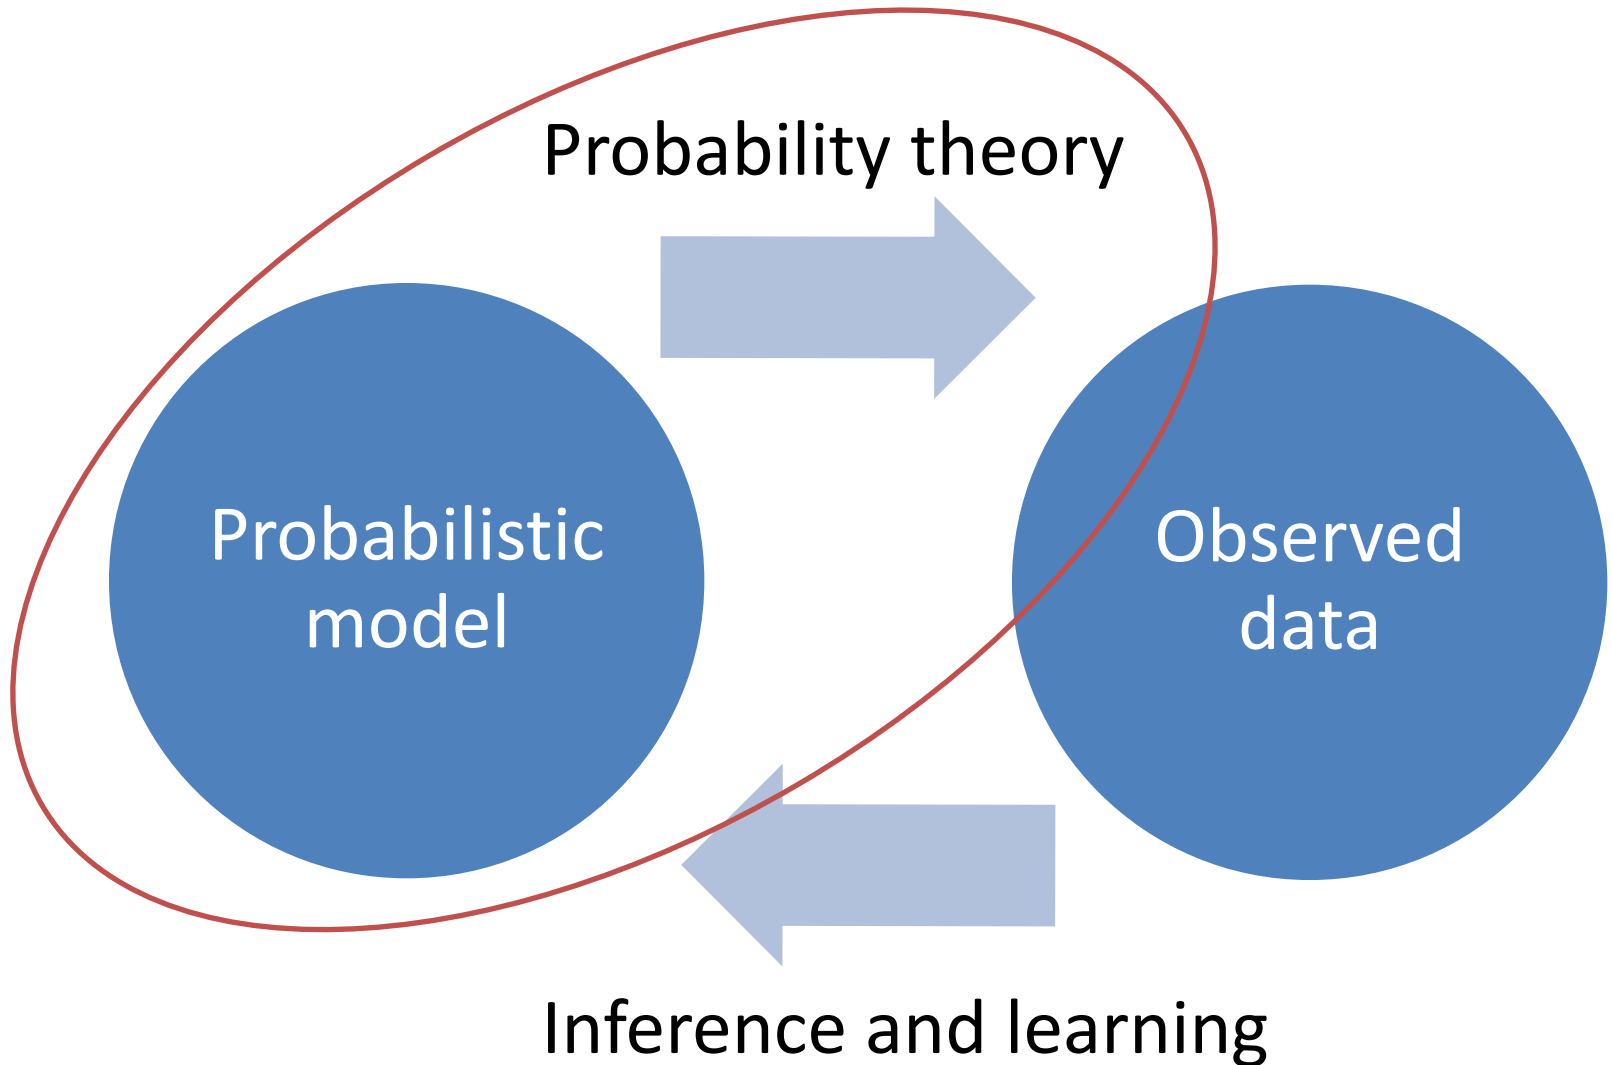 Probability theory
Probabilistic
model
Observed
data
Inference and learning